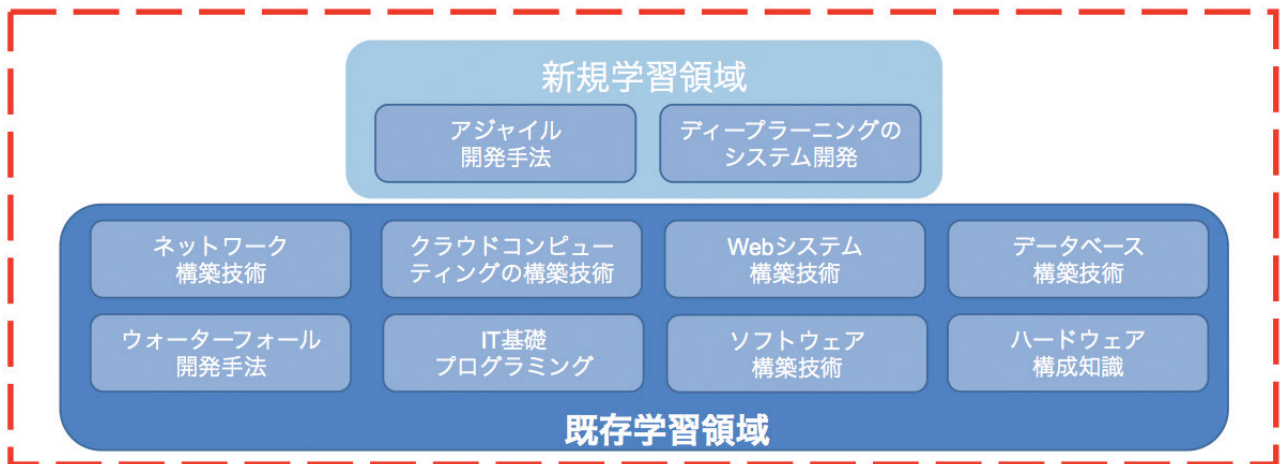 新規学習領域
アジャイル
開発手法
ディープラーニングの
システム開発
ネットワーク
構築技術
クラウドコンピュー
ティングの構築技術
Webシステム
構築技術
データベース
構築技術
ウォーターフォール
開発手法
IT基礎
プログラミング
ソフトウェア
構築技術
ハードウェア
構成知識
既存学習領域